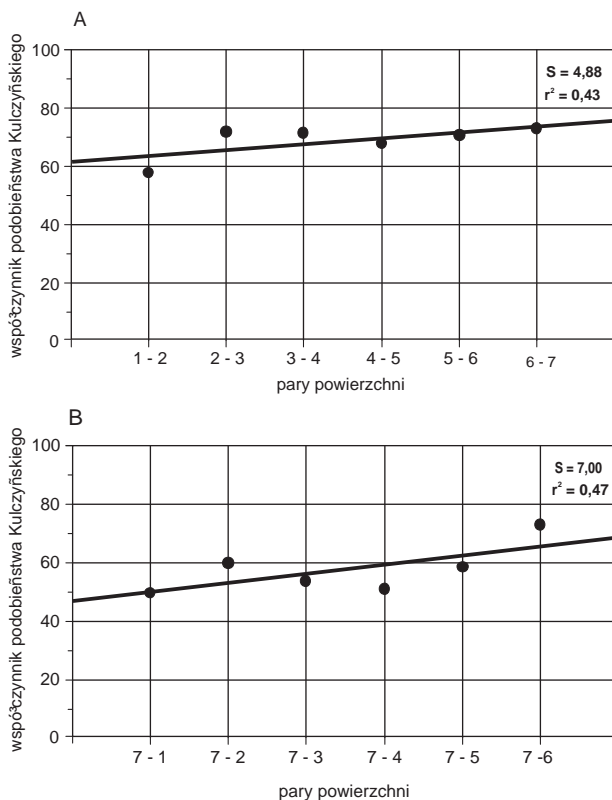 A
100
80
60
40
20
0
współczynnik podobieństwa Kulczyńskiego
S = 4,88
r² = 0,43
1 - 2 2 - 3 3 - 4 4 - 5 5 - 6 6 - 7
pary powierzchni
B
100
80
60
40
20
0
współczynnik podobieństwa Kulczyńskiego
S = 7,00
r² = 0,47
7 - 1 7 - 2 7 - 3 7 - 4 7 - 5 7 -6
pary powierzchni